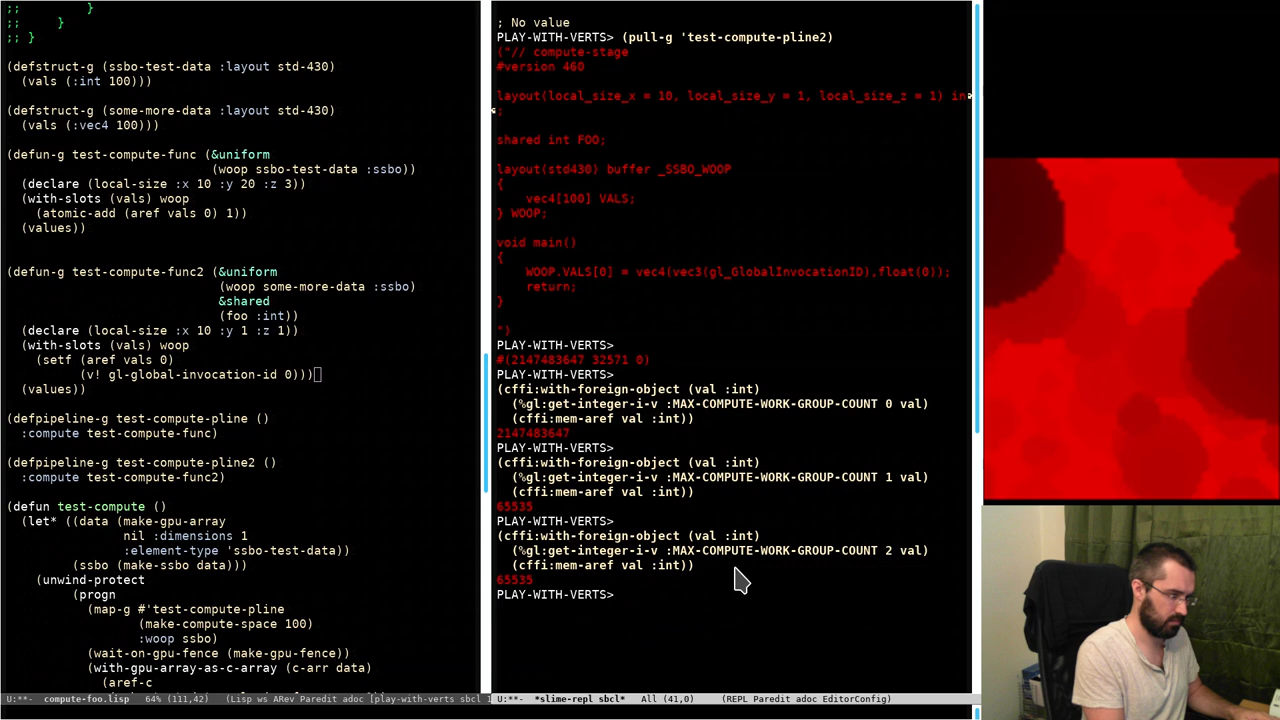 ;;         }
;;     }
;; }
(defstruct-g (ssbo-test-data :layout std-430)
  (vals (:int 100)))
(defstruct-g (some-more-data :layout std-430)
  (vals (:vec4 100)))
(defun-g test-compute-func (&uniform
                            (woop ssbo-test-data :ssbo))
  (declare (local-size :x 10 :y 20 :z 3))
  (with-slots (vals) woop
    (atomic-add (aref vals 0) 1))
  (values))
(defun-g test-compute-func2 (&uniform
                             (woop some-more-data :ssbo)
                             &shared
                             (foo :int))
  (declare (local-size :x 10 :y 1 :z 1))
  (with-slots (vals) woop
    (setf (aref vals 0)
          (v! gl-global-invocation-id 0)))
  (values))
(defpipeline-g test-compute-pline ()
  :compute test-compute-func)
(defpipeline-g test-compute-pline2 ()
  :compute test-compute-func2)
(defun test-compute ()
  (let* ((data (make-gpu-array
                nil :dimensions 1
                :element-type 'ssbo-test-data))
         (ssbo (make-ssbo data)))
    (unwind-protect
         (progn
           (map-g #'test-compute-pline
                  (make-compute-space 100)
                  :woop ssbo)
           (wait-on-gpu-fence (make-gpu-fence))
           (with-gpu-array-as-c-array (c-arr data)
             (aref-c
U:**-  compute-foo.lisp   64% (111,42)   (Lisp ws ARev Paredit adoc [play-with-verts sbcl 1
; No value
PLAY-WITH-VERTS> (pull-g 'test-compute-pline2)
("// compute-stage
#version 460
layout(local_size_x = 10, local_size_y = 1, local_size_z = 1) in
;
shared int FOO;
layout(std430) buffer _SSBO_WOOP
{
    vec4[100] VALS;
} WOOP;
void main()
{
    WOOP.VALS[0] = vec4(vec3(gl_GlobalInvocationID),float(0));
    return;
}
")
PLAY-WITH-VERTS>
#(2147483647 32571 0)
PLAY-WITH-VERTS>
(cffi:with-foreign-object (val :int)
  (%gl:get-integer-i-v :MAX-COMPUTE-WORK-GROUP-COUNT 0 val)
  (cffi:mem-aref val :int))
2147483647
PLAY-WITH-VERTS>
(cffi:with-foreign-object (val :int)
  (%gl:get-integer-i-v :MAX-COMPUTE-WORK-GROUP-COUNT 1 val)
  (cffi:mem-aref val :int))
65535
PLAY-WITH-VERTS>
(cffi:with-foreign-object (val :int)
  (%gl:get-integer-i-v :MAX-COMPUTE-WORK-GROUP-COUNT 2 val)
  (cffi:mem-aref val :int))
65535
PLAY-WITH-VERTS>
U:**-  *slime-repl sbcl*   All (41,0)   (REPL Paredit adoc EditorConfig)